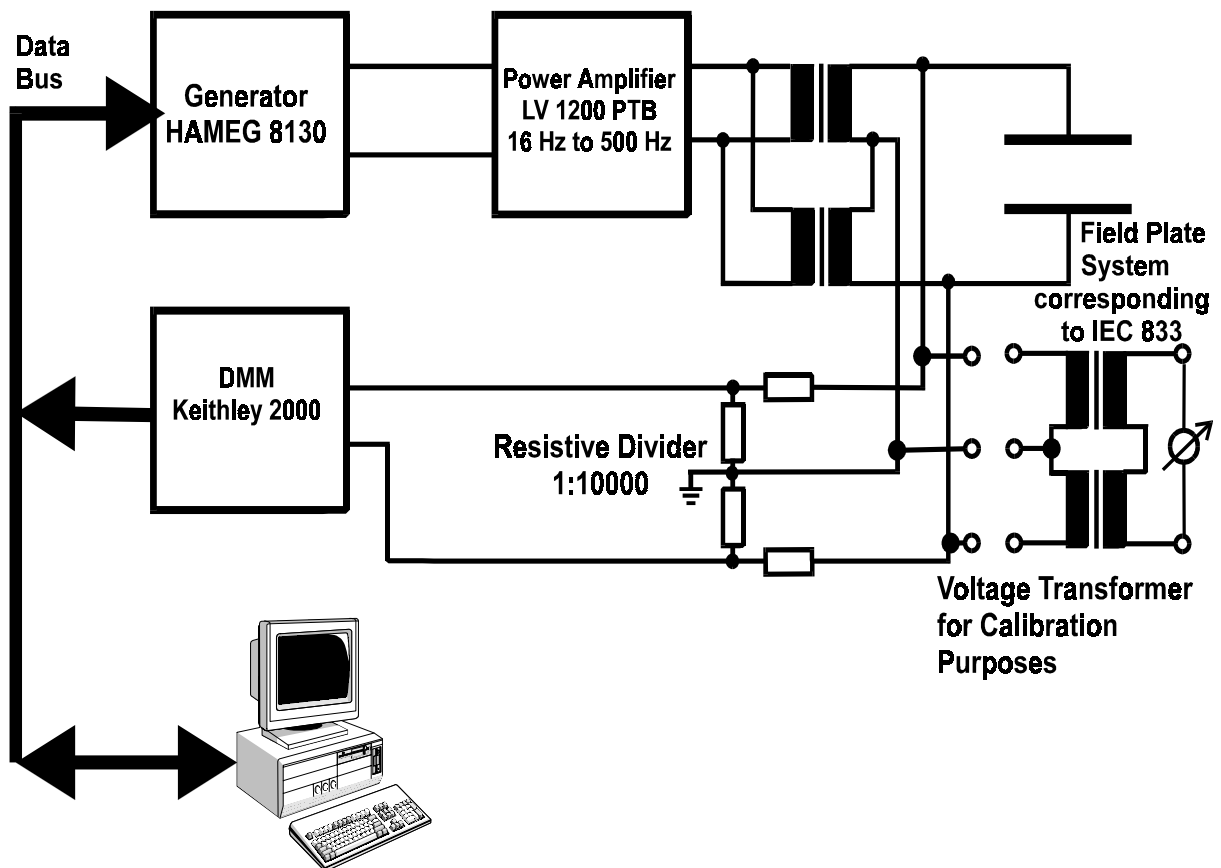 Data
Bus
Generator
HAMEG 8130
Power Amplifier
LV 1200 PTB
16 Hz to 500 Hz
Field Plate
System
corresponding
to IEC 833
DMM
Keithley 2000
Resistive Divider
1:10000
Voltage Transformer
for Calibration
Purposes